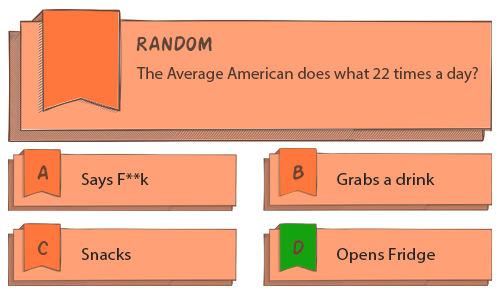 RANDOM
The Average American does what 22 times a day?
A Says F**k
B Grabs a drink
C Snacks
D Opens Fridge